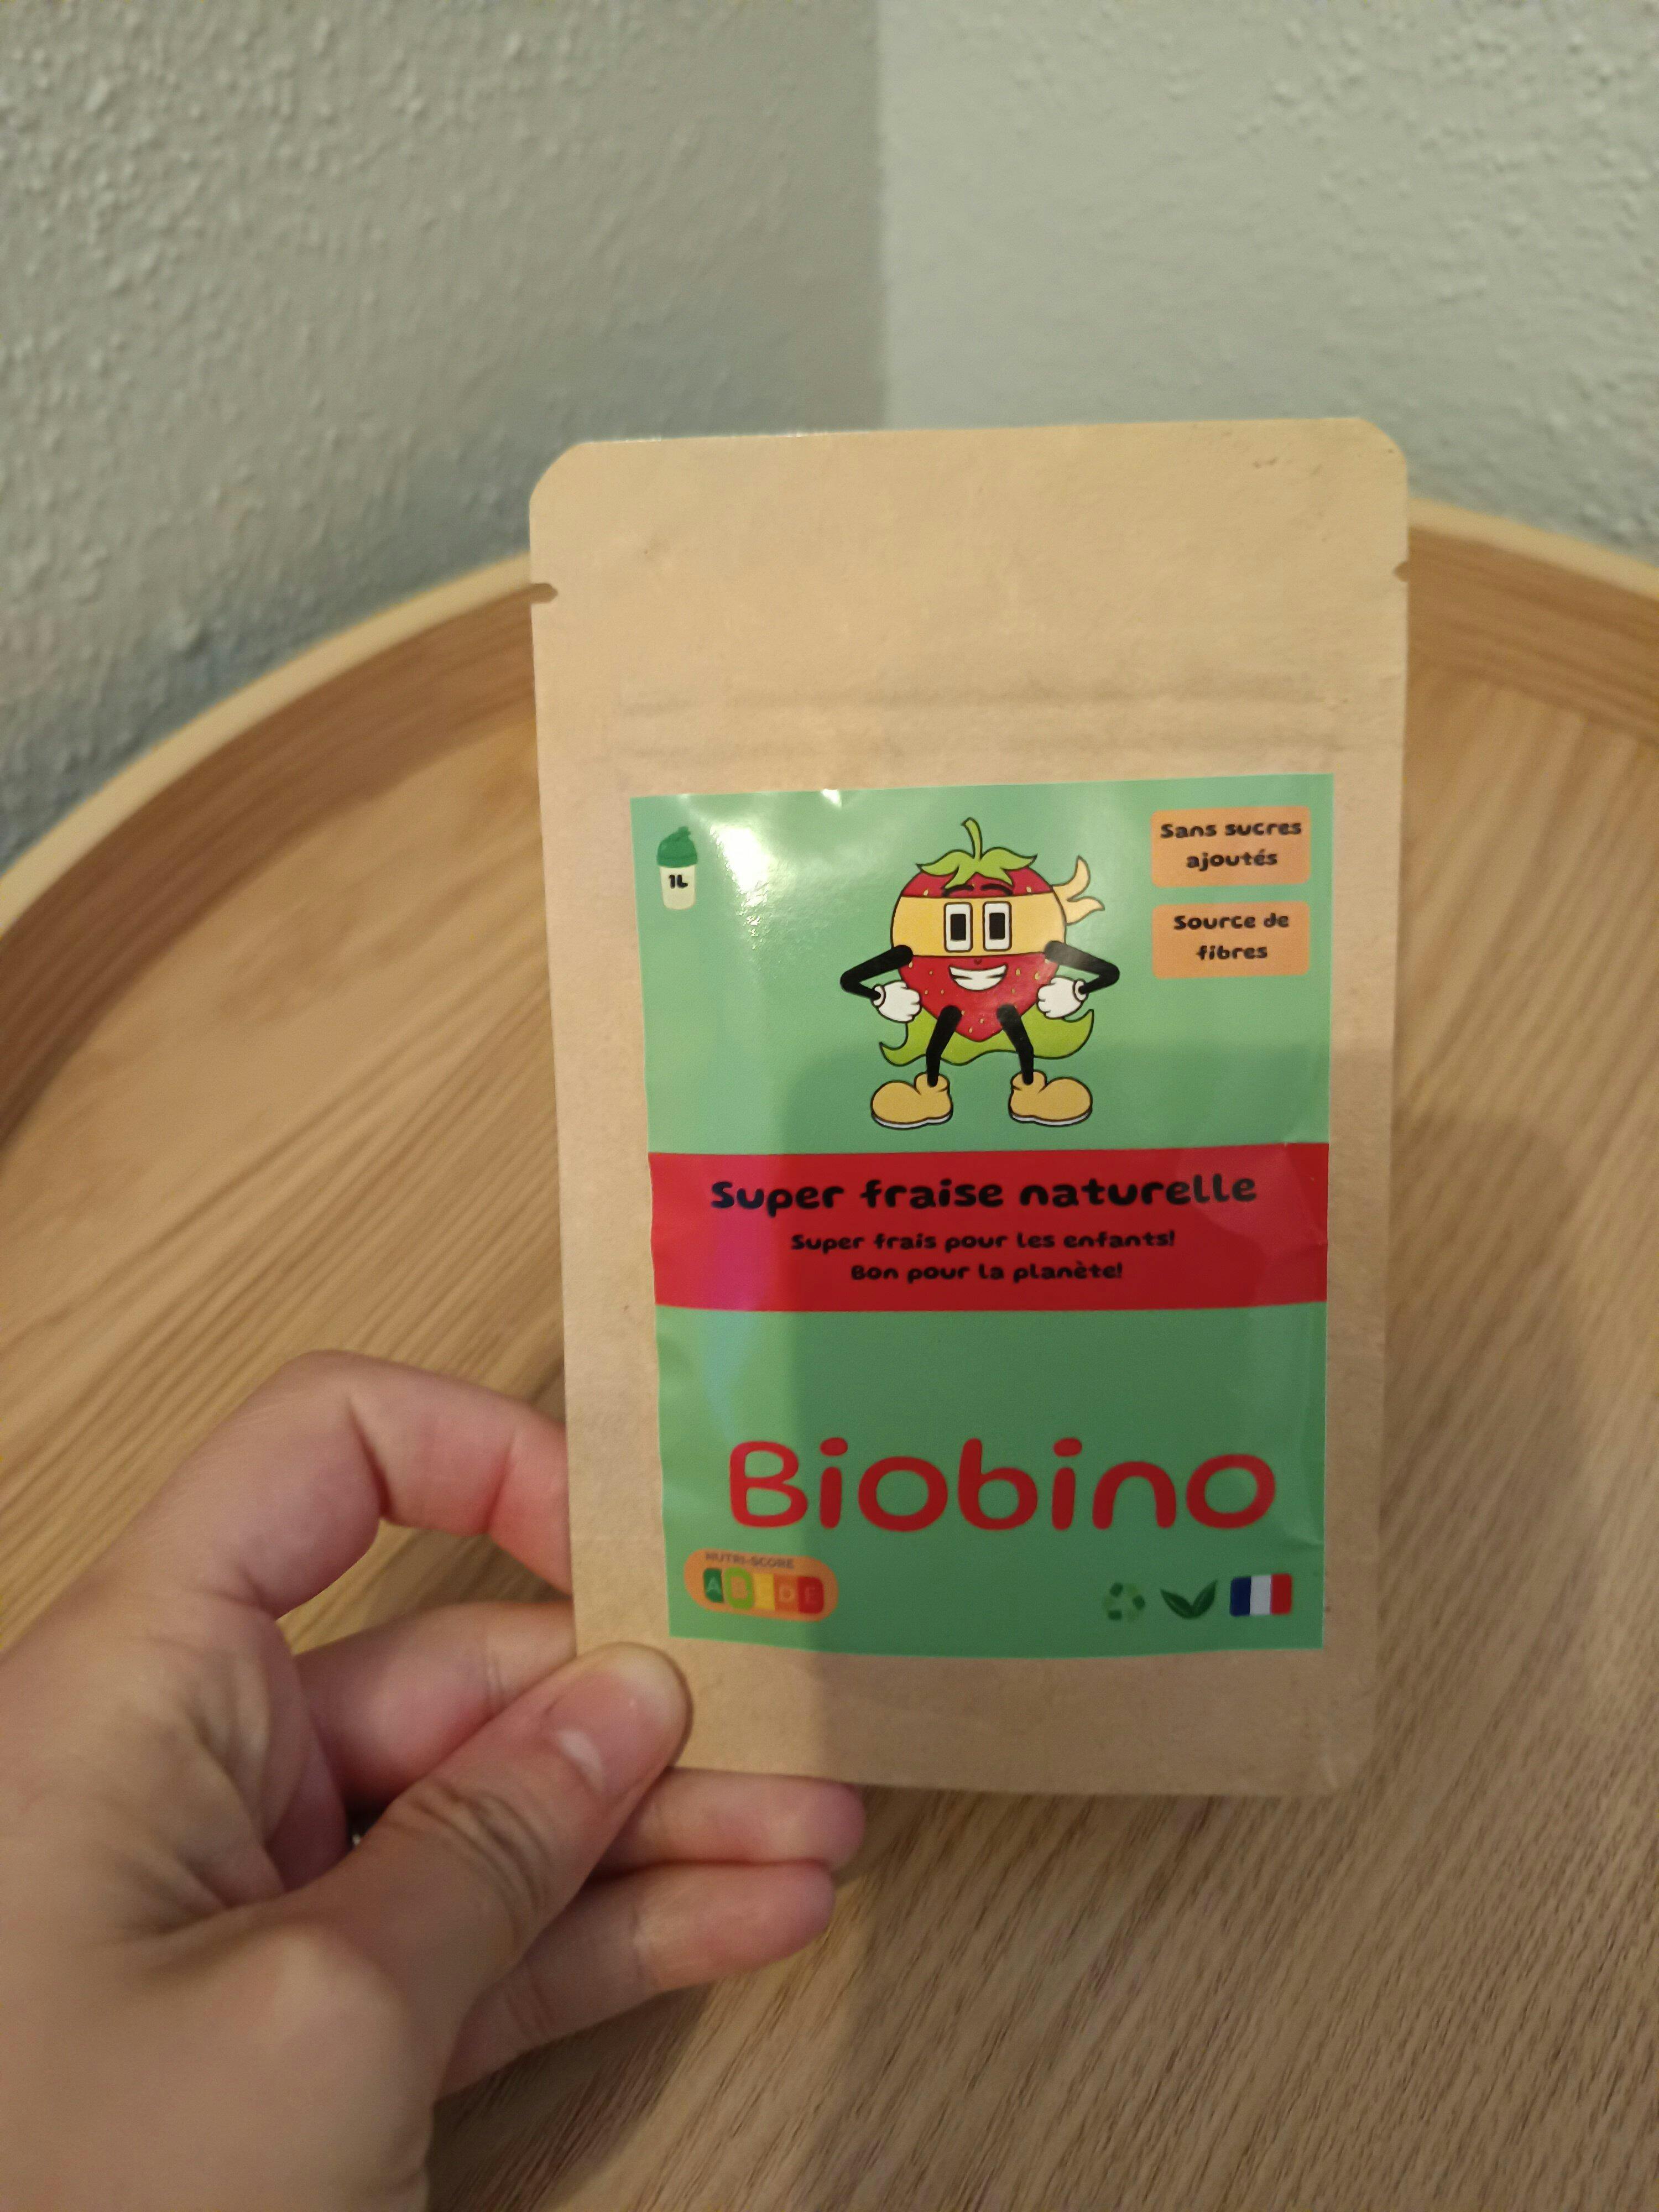 1L
Sans sucres
ajoutés
Source de
fibres
Super fraise naturelle
Super frais pour les enfants!
Bon pour la planète!
Biobino
NUTRI-SCORE
A B C D E